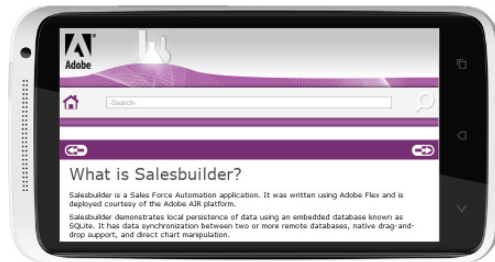 Adobe
-Search-
What is Salesbuilder?
Salesbuilder is a Sales Force Automation application. It was written using Adobe Flex and is
deployed courtesy of the Adobe AIR platform.
Salesbuilder demonstrates local persistence of data using an embedded database known as
SQLite. It has data synchronization between two or more remote databases, native drag-and-
drop support, and direct chart manipulation.